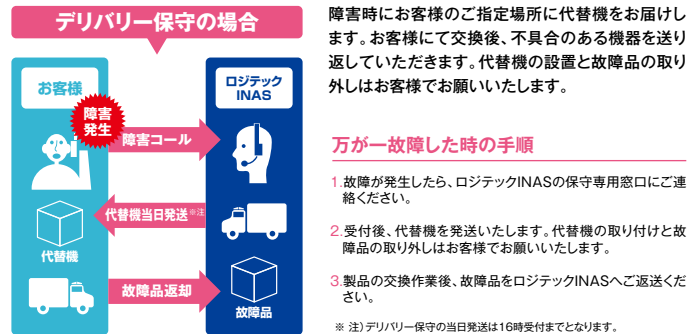 デリバリー保守の場合
お客様
ロジテック
INAS
障害
発生
障害コール
代替機当日発送※注
代替機
故障品返却
故障品
障害時にお客様のご指定場所に代替機をお届けし
ます。お客様にて交換後、不具合のある機器を送り
返していただきます。代替機の設置と故障品の取り
外しはお客様でお願いいたします。
万が一故障した時の手順
1.故障が発生したら、ロジテックINASの保守専用窓口にご連
絡ください。
2.受付後、代替機を発送いたします。代替機の取り付けと故
障品の取り外しはお客様でお願いいたします。
3.製品の交換作業後、故障品をロジテックINASへご返送くだ
さい。
※ 注）デリバリー保守の当日発送は16時受付までとなります。